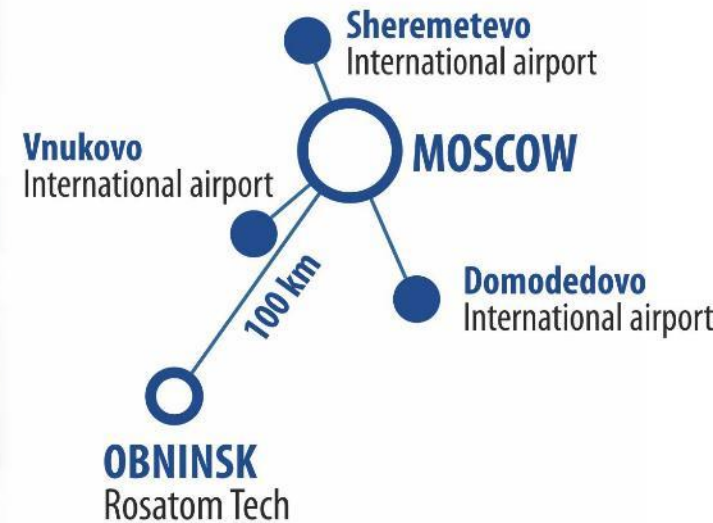 Sheremetevo
International airport
Vnukovo
International airport
MOSCOW
Domodedovo
International airport
100 km
OBNINSK
Rosatom Tech